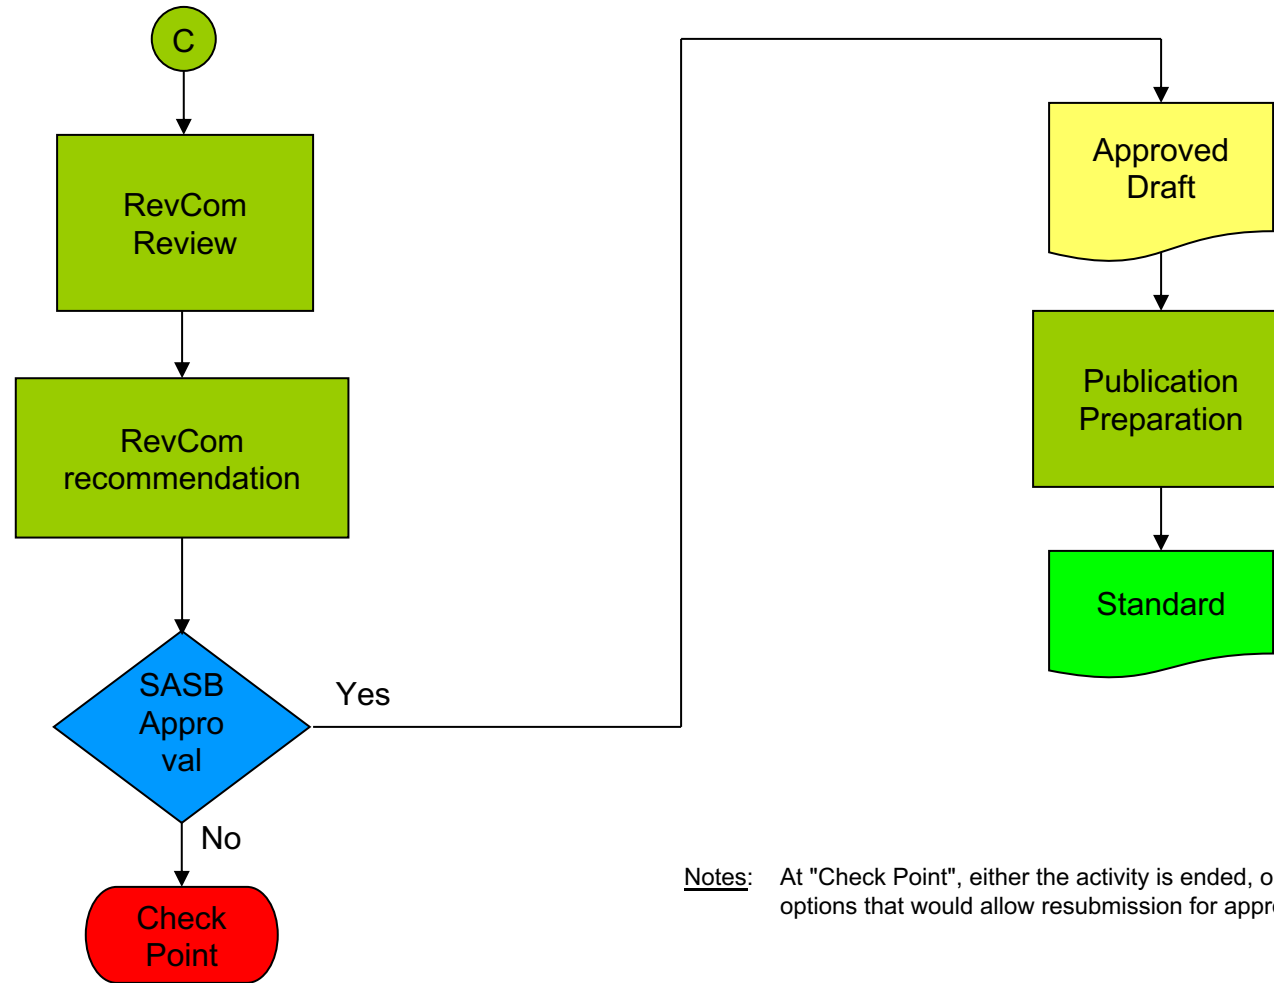 C
RevCom
Review
RevCom
recommendation
SASB
Appro
val
Yes
No
Check
Point
Approved
Draft
Publication
Preparation
Standard
Notes: At "Check Point", either the activity is ended, o
options that would allow resubmission for appr